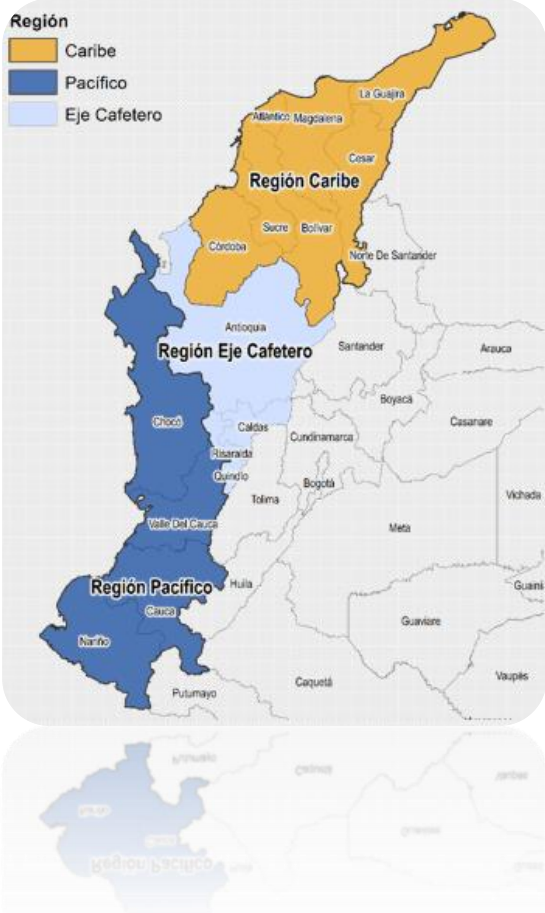 Región
Caribe
Pacífico
Eje Cafetero
La Guajira
Atlántico Magdalena
Cesar
Región Caribe
Sucre Bolívar
Córdoba
Norte De Santander
Antioquia
Región Eje Cafetero
Santander
Arauca
Boyacá
Chocó
Caldas
Casanare
Cundinamarca
Risaralda
Quindío
Bogotá
Tolima
Vichada
Valle Del Cauca
Meta
Región Pacífico
Huila
Guaini
Cauca
Guaviare
Nariño
Caquetá
Vaupés
Putumayo